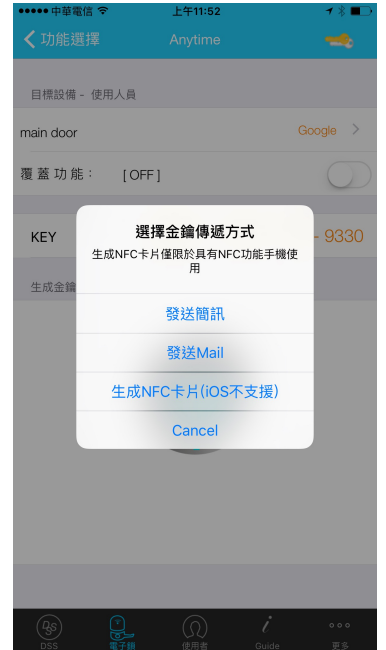 中華電信 上午11:52
功能選擇 Anytime
目標設備 - 使用人員
main door Google
覆蓋功能： [OFF]
KEY - 9330
生成金鑰
選擇金鑰傳遞方式
生成NFC卡片僅限於具有NFC功能手機使
用
發送簡訊
發送Mail
生成NFC卡片(iOS不支援)
Cancel
DSS 電子鎖 使用者 Guide 更多